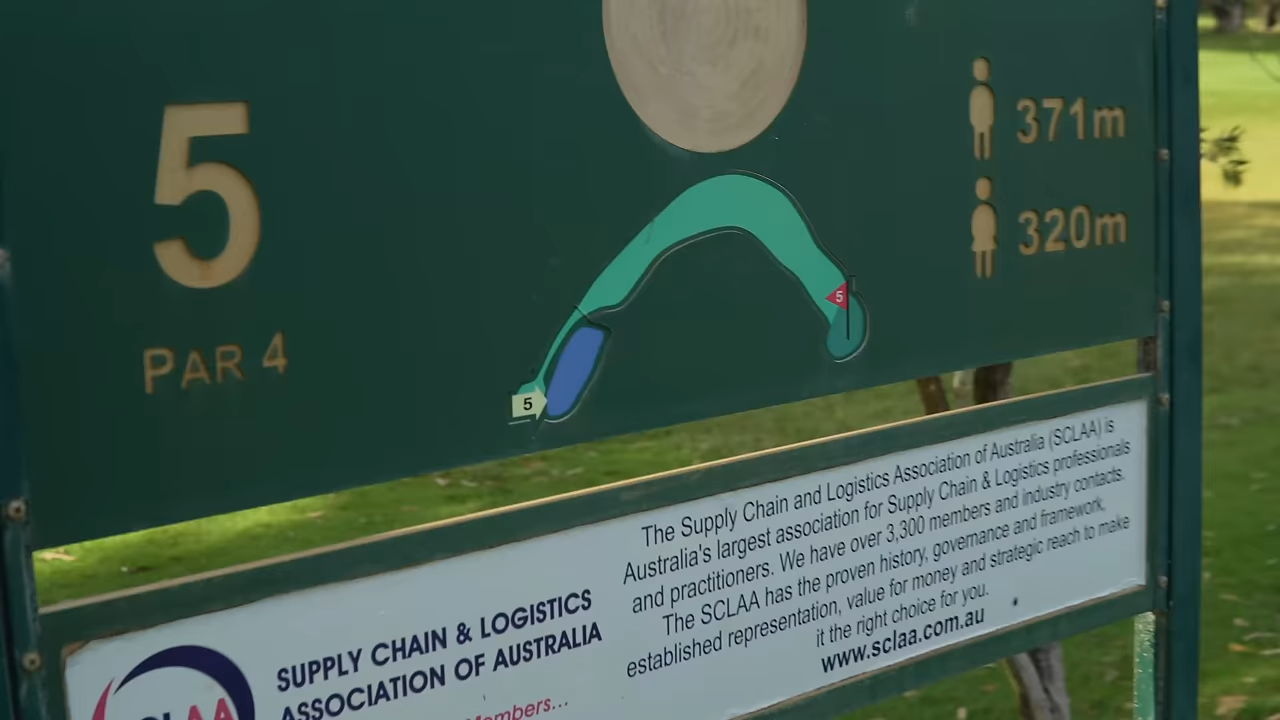 5
PAR 4
371m
320m
5
5
SUPPLY CHAIN & LOGISTICS
ASSOCIATION OF AUSTRALIA
Members...
The Supply Chain and Logistics Association of Australia (SCLAA) is
Australia's largest association for Supply Chain & Logistics professionals
and practitioners. We have over 3,300 members and industry contacts.
The SCLAA has the proven history, governance and framework,
established representation, value for money and strategic reach to make
it the right choice for you.
www.sclaa.com.au